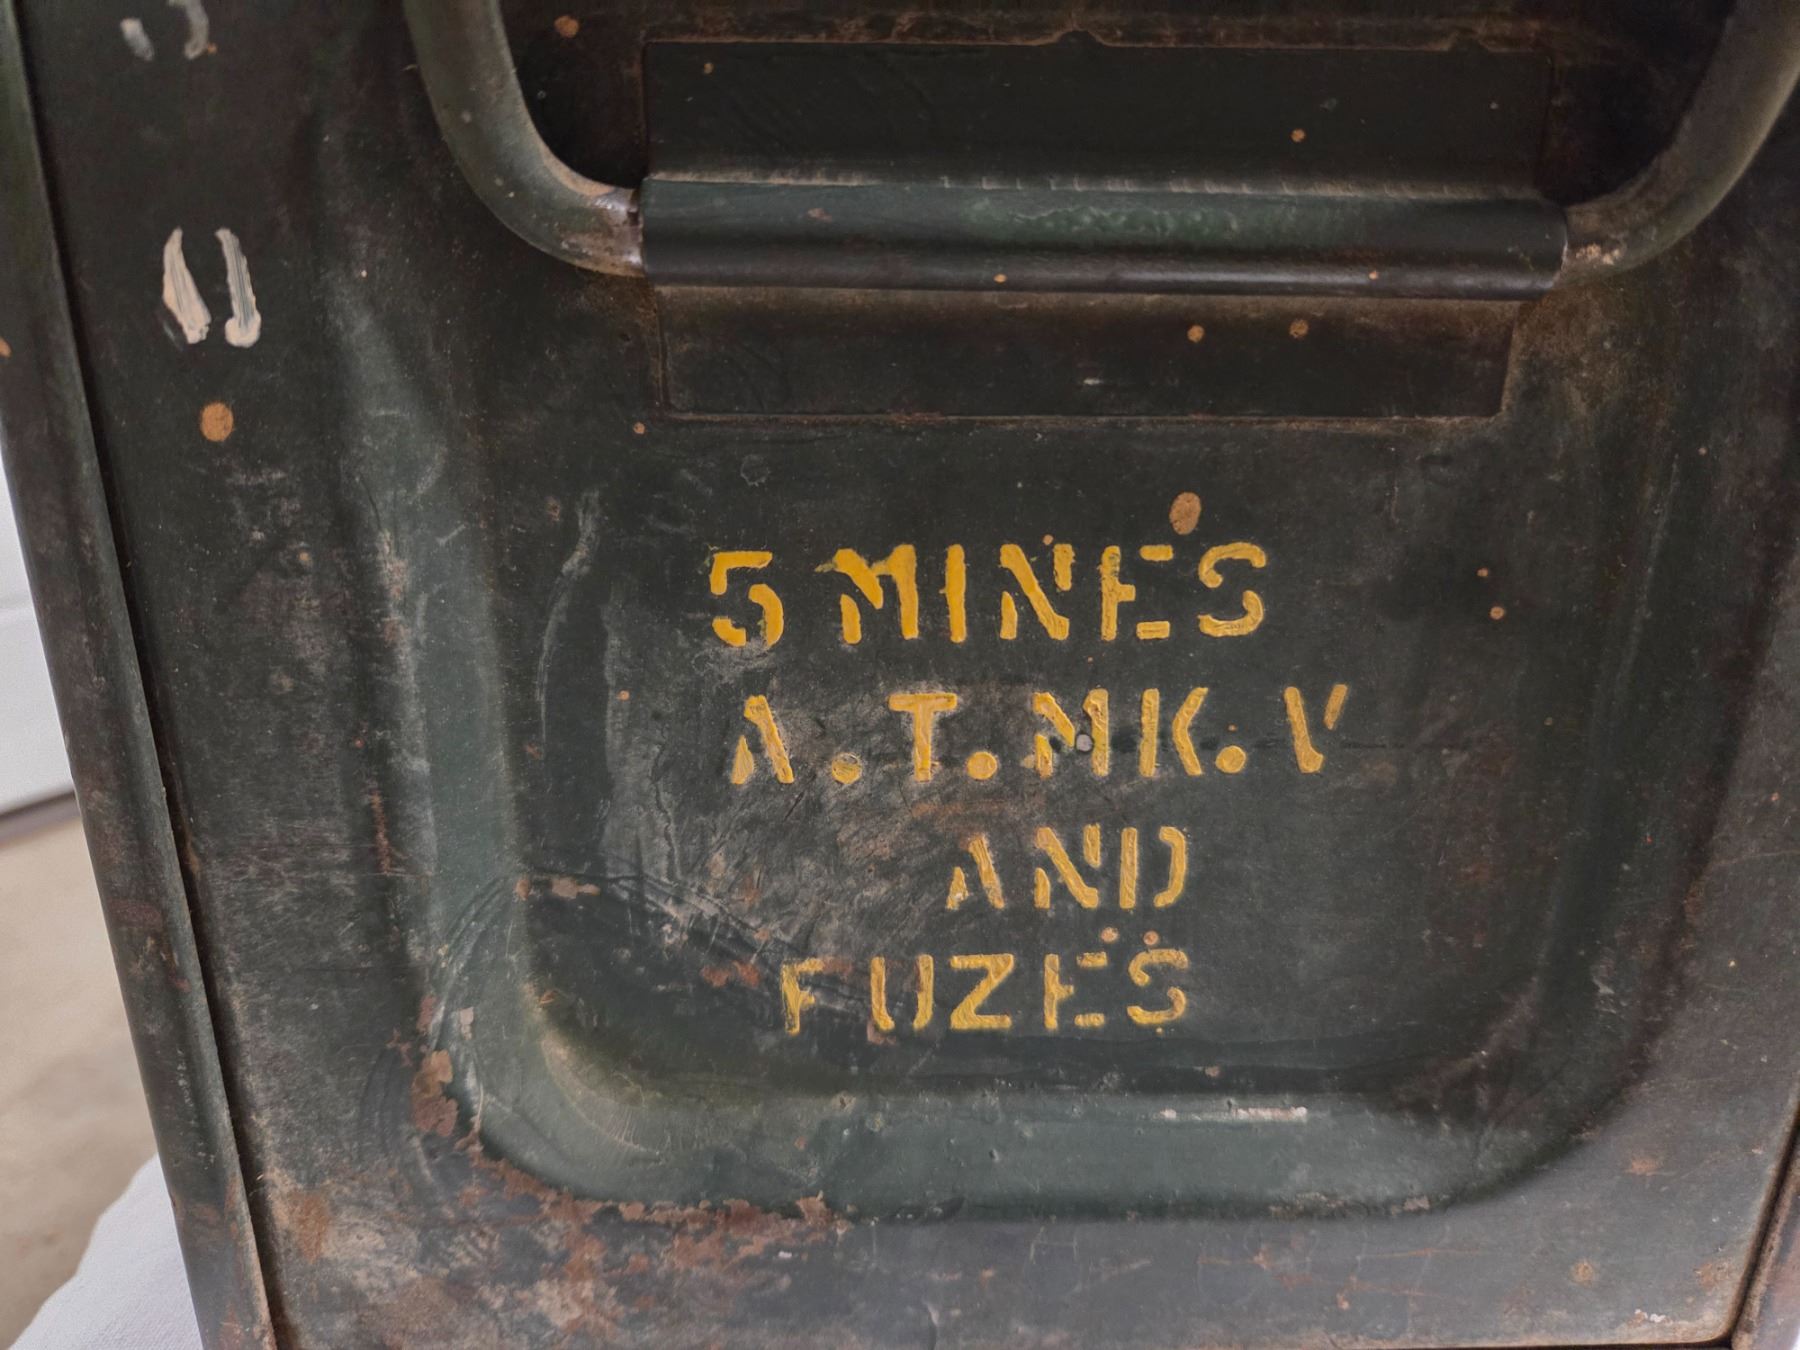 5 MINES
A.T. MK. V
AND
FUZES